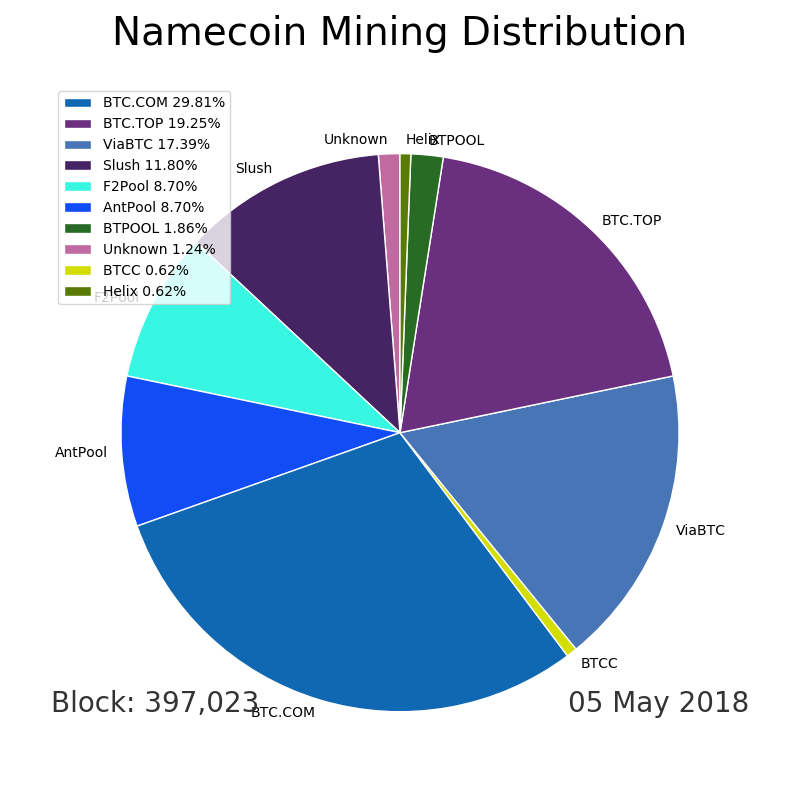 Namecoin Mining Distribution
BTC.COM 29.81%
BTC.TOP 19.25%
ViaBTC 17.39%
Slush 11.80%
F2Pool 8.70%
AntPool 8.70%
BTPOOL 1.86%
Unknown 1.24%
BTCC 0.62%
Helix 0.62%
Unknown
Helix
BTPOOL
Slush
BTC.TOP
F2Pool
AntPool
ViaBTC
BTCC
BTC.COM
Block: 397,023
05 May 2018